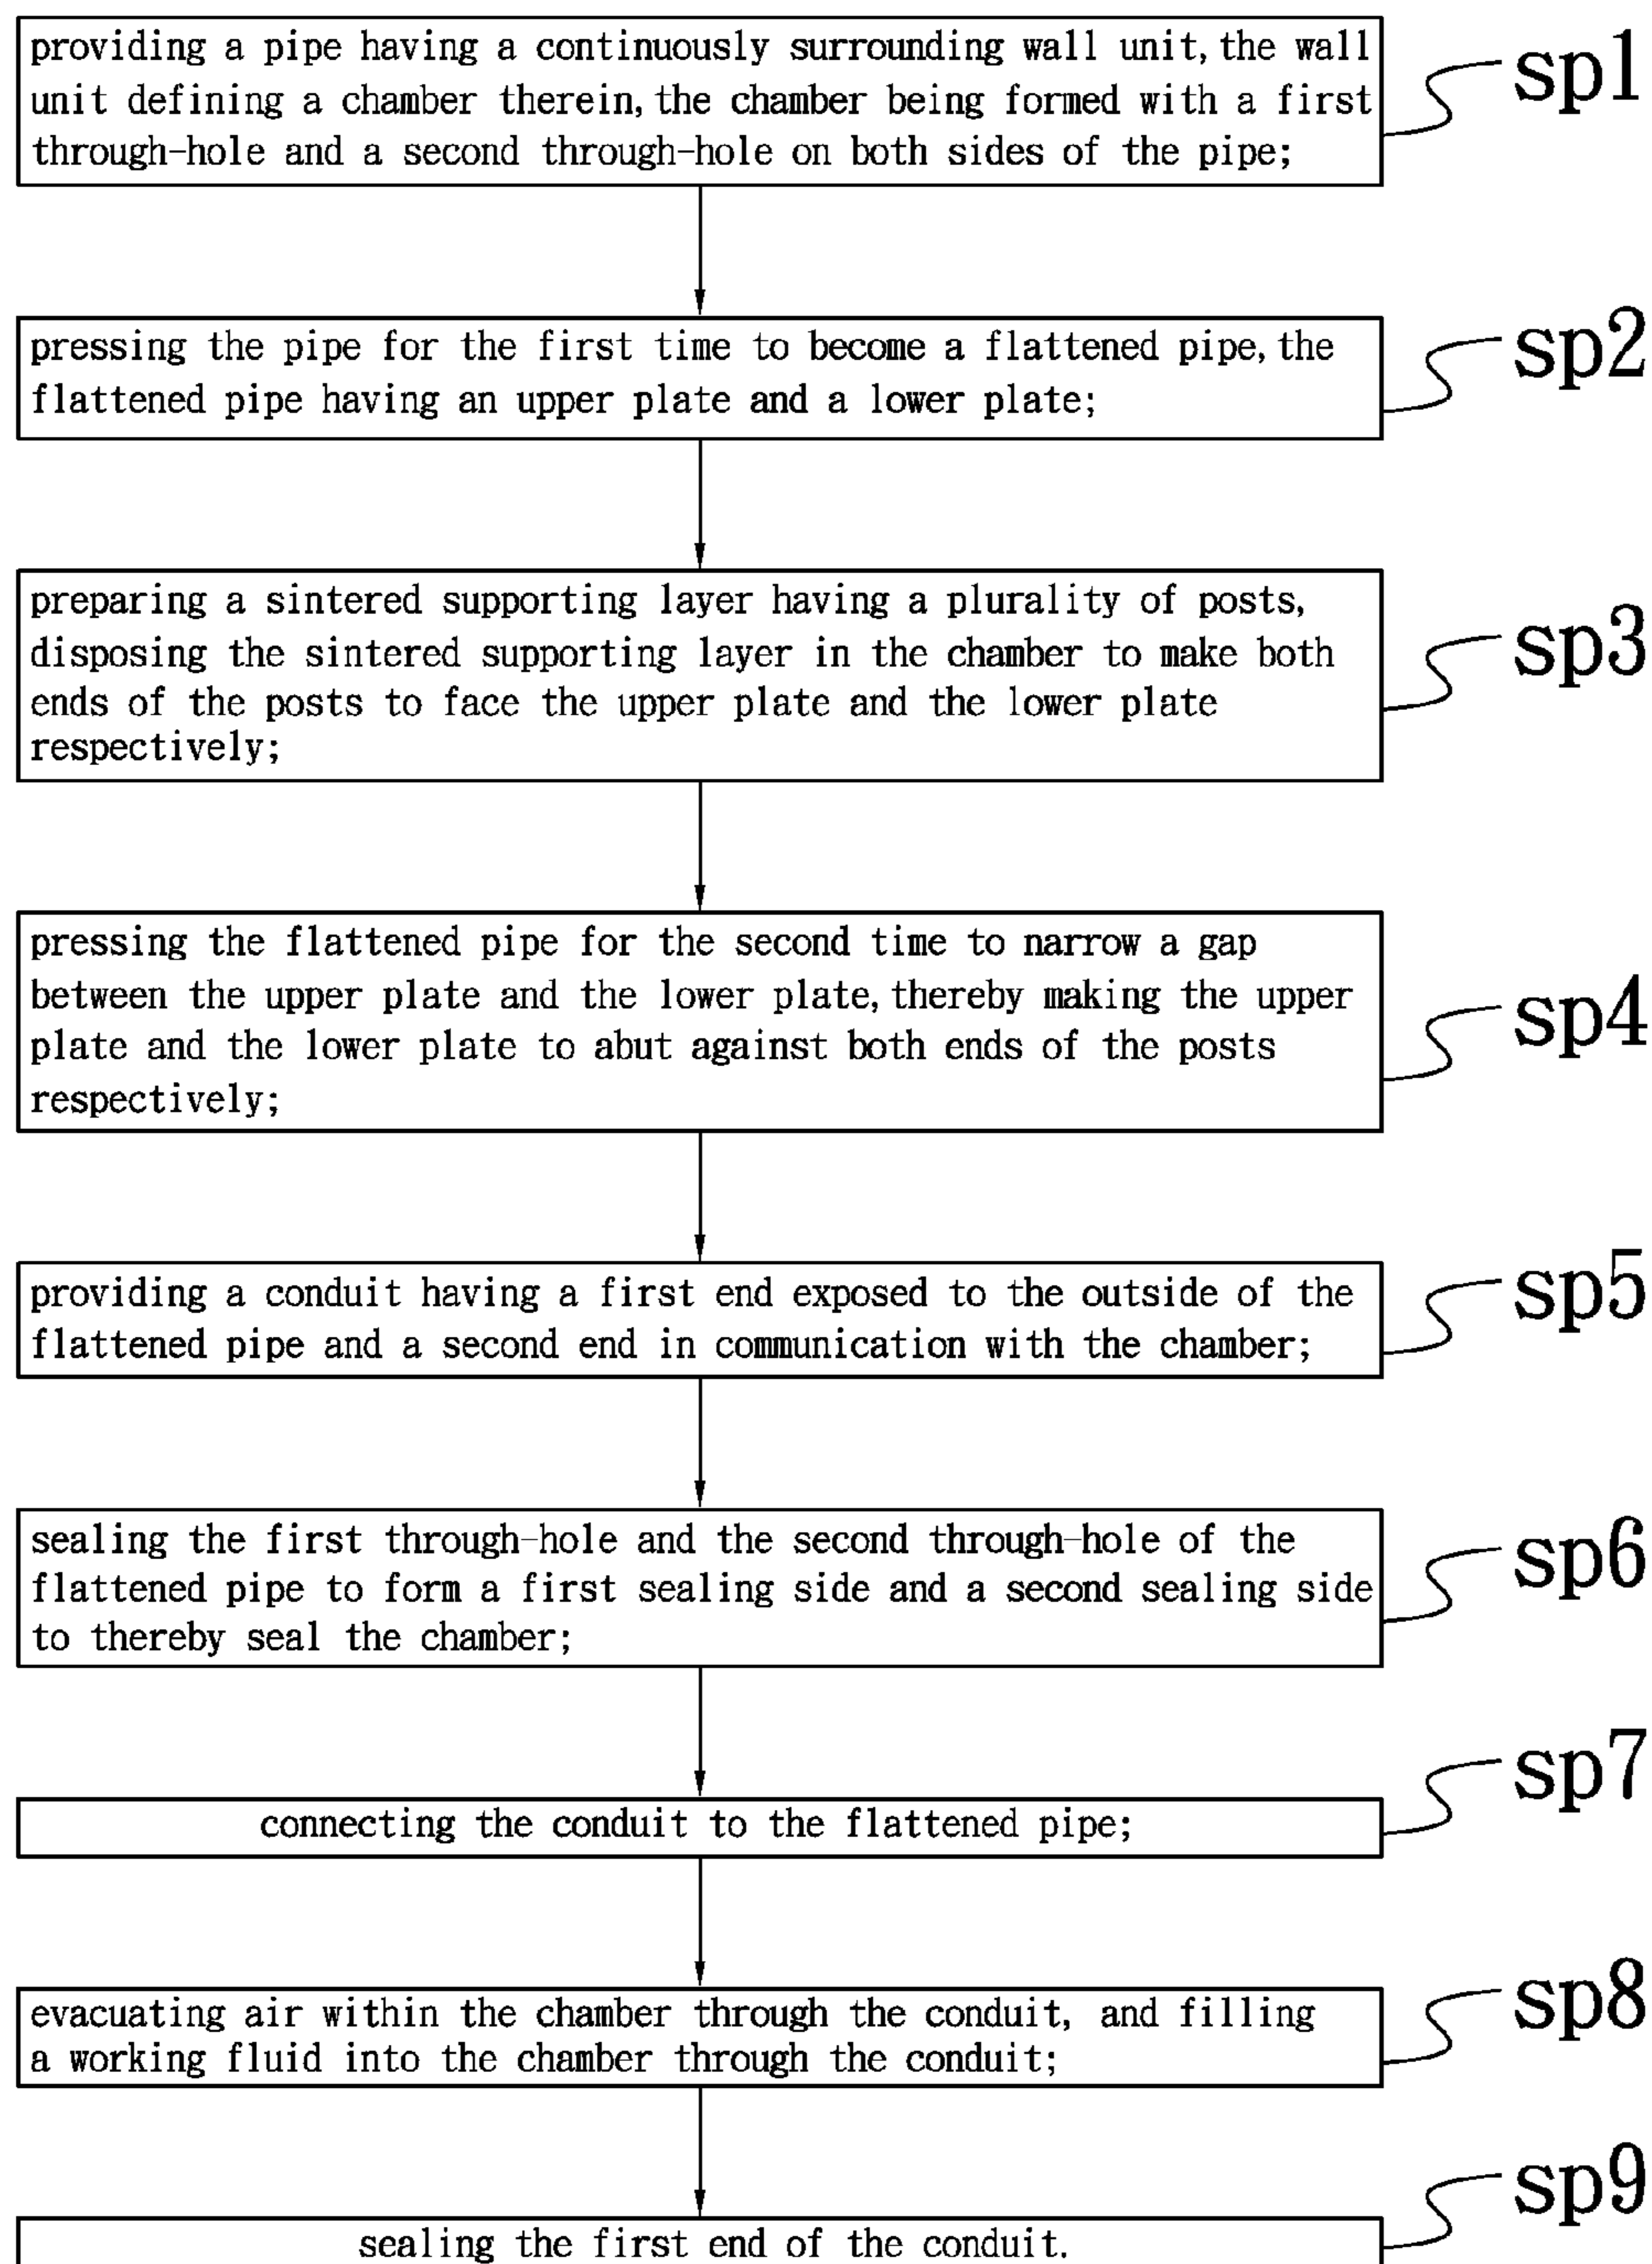 providing a pipe having a continuously surrounding wall unit, the wall
unit defining a chamber therein, the chamber being formed with a first
through-hole and a second through-hole on both sides of the pipe;
sp1
pressing the pipe for the first time to become a flattened pipe, the
flattened pipe having an upper plate and a lower plate;
sp2
preparing a sintered supporting layer having a plurality of posts,
disposing the sintered supporting layer in the chamber to make both
ends of the posts to face the upper plate and the lower plate
respectively;
sp3
pressing the flattened pipe for the second time to narrow a gap
between the upper plate and the lower plate, thereby making the upper
plate and the lower plate to abut against both ends of the posts
respectively;
sp4
providing a conduit having a first end exposed to the outside of the
flattened pipe and a second end in communication with the chamber;
sp5
sealing the first through-hole and the second through-hole of the
flattened pipe to form a first sealing side and a second sealing side
to thereby seal the chamber;
sp6
connecting the conduit to the flattened pipe;
sp7
evacuating air within the chamber through the conduit, and filling
a working fluid into the chamber through the conduit;
sp8
sealing the first end of the conduit.
sp9